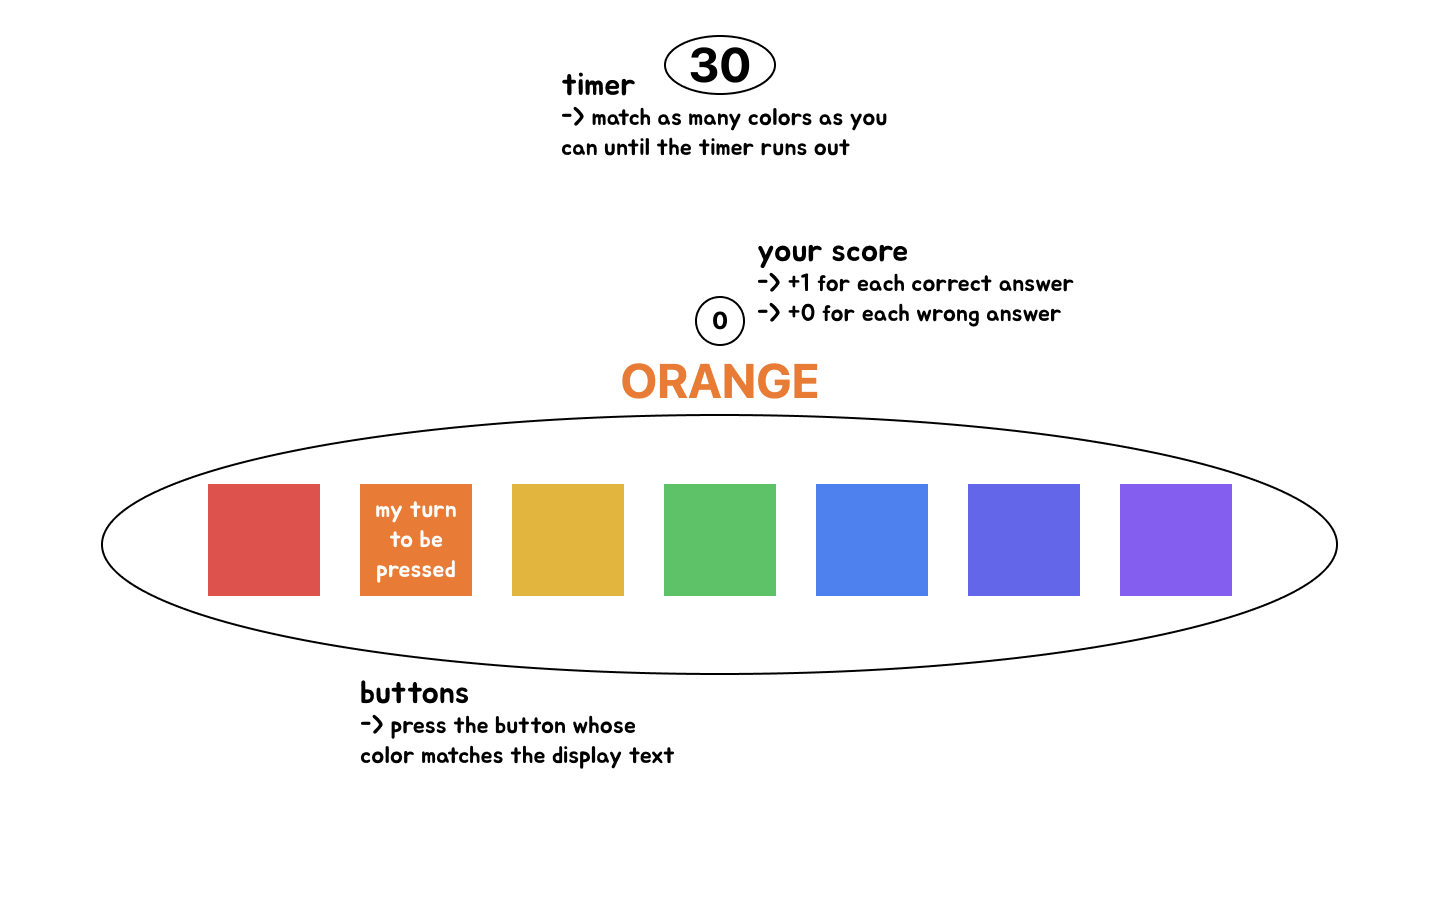 30
timer
-> match as many colors as you
can until the timer runs out
your score
-> +1 for each correct answer
-> +0 for each wrong answer
0
ORANGE
my turn
to be
pressed
buttons
-> press the button whose
color matches the display text